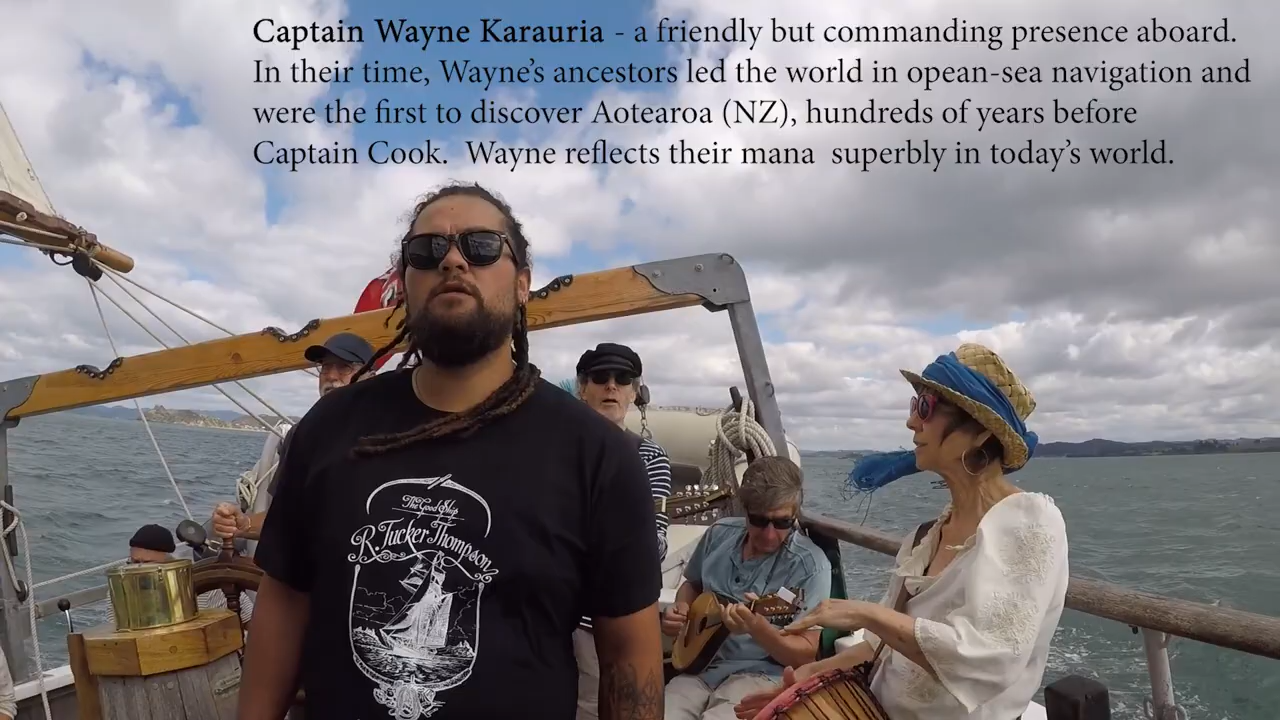 Captain Wayne Karauria - a friendly but commanding presence aboard.
In their time, Wayne's ancestors led the world in opean-sea navigation and
were the first to discover Aotearoa (NZ), hundreds of years before
Captain Cook. Wayne reflects their mana superbly in today's world.
The Good Ship
R. Tucker Thompson